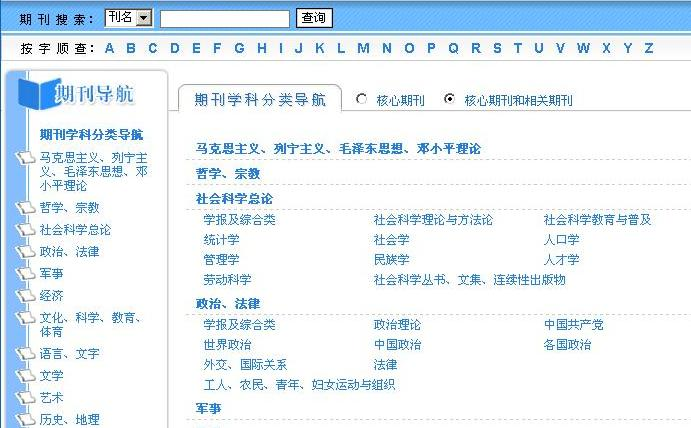 期刊搜索： 刊名 查询
按字顺查：A B C D E F G H I J K L M N O P Q R S T U V W X Y Z
期刊导航
期刊学科分类导航
马克思主义、列宁主
义、毛泽东思想、邓
小平理论
哲学、宗教
社会科学总论
政治、法律
军事
经济
文化、科学、教育、
体育
语言、文字
文学
艺术
历史、地理
期刊学科分类导航 核心期刊 核心期刊和相关期刊
马克思主义、列宁主义、毛泽东思想、邓小平理论
哲学、宗教
社会科学总论
学报及综合类 社会科学理论与方法论 社会科学教育与普及
统计学 社会学 人口学
管理学 民族学 人才学
劳动科学 社会科学丛书、文集、连续性出版物
政治、法律
学报及综合类 政治理论 中国共产党
世界政治 中国政治 各国政治
外交、国际关系 法律
工人、农民、青年、妇女运动与组织
军事